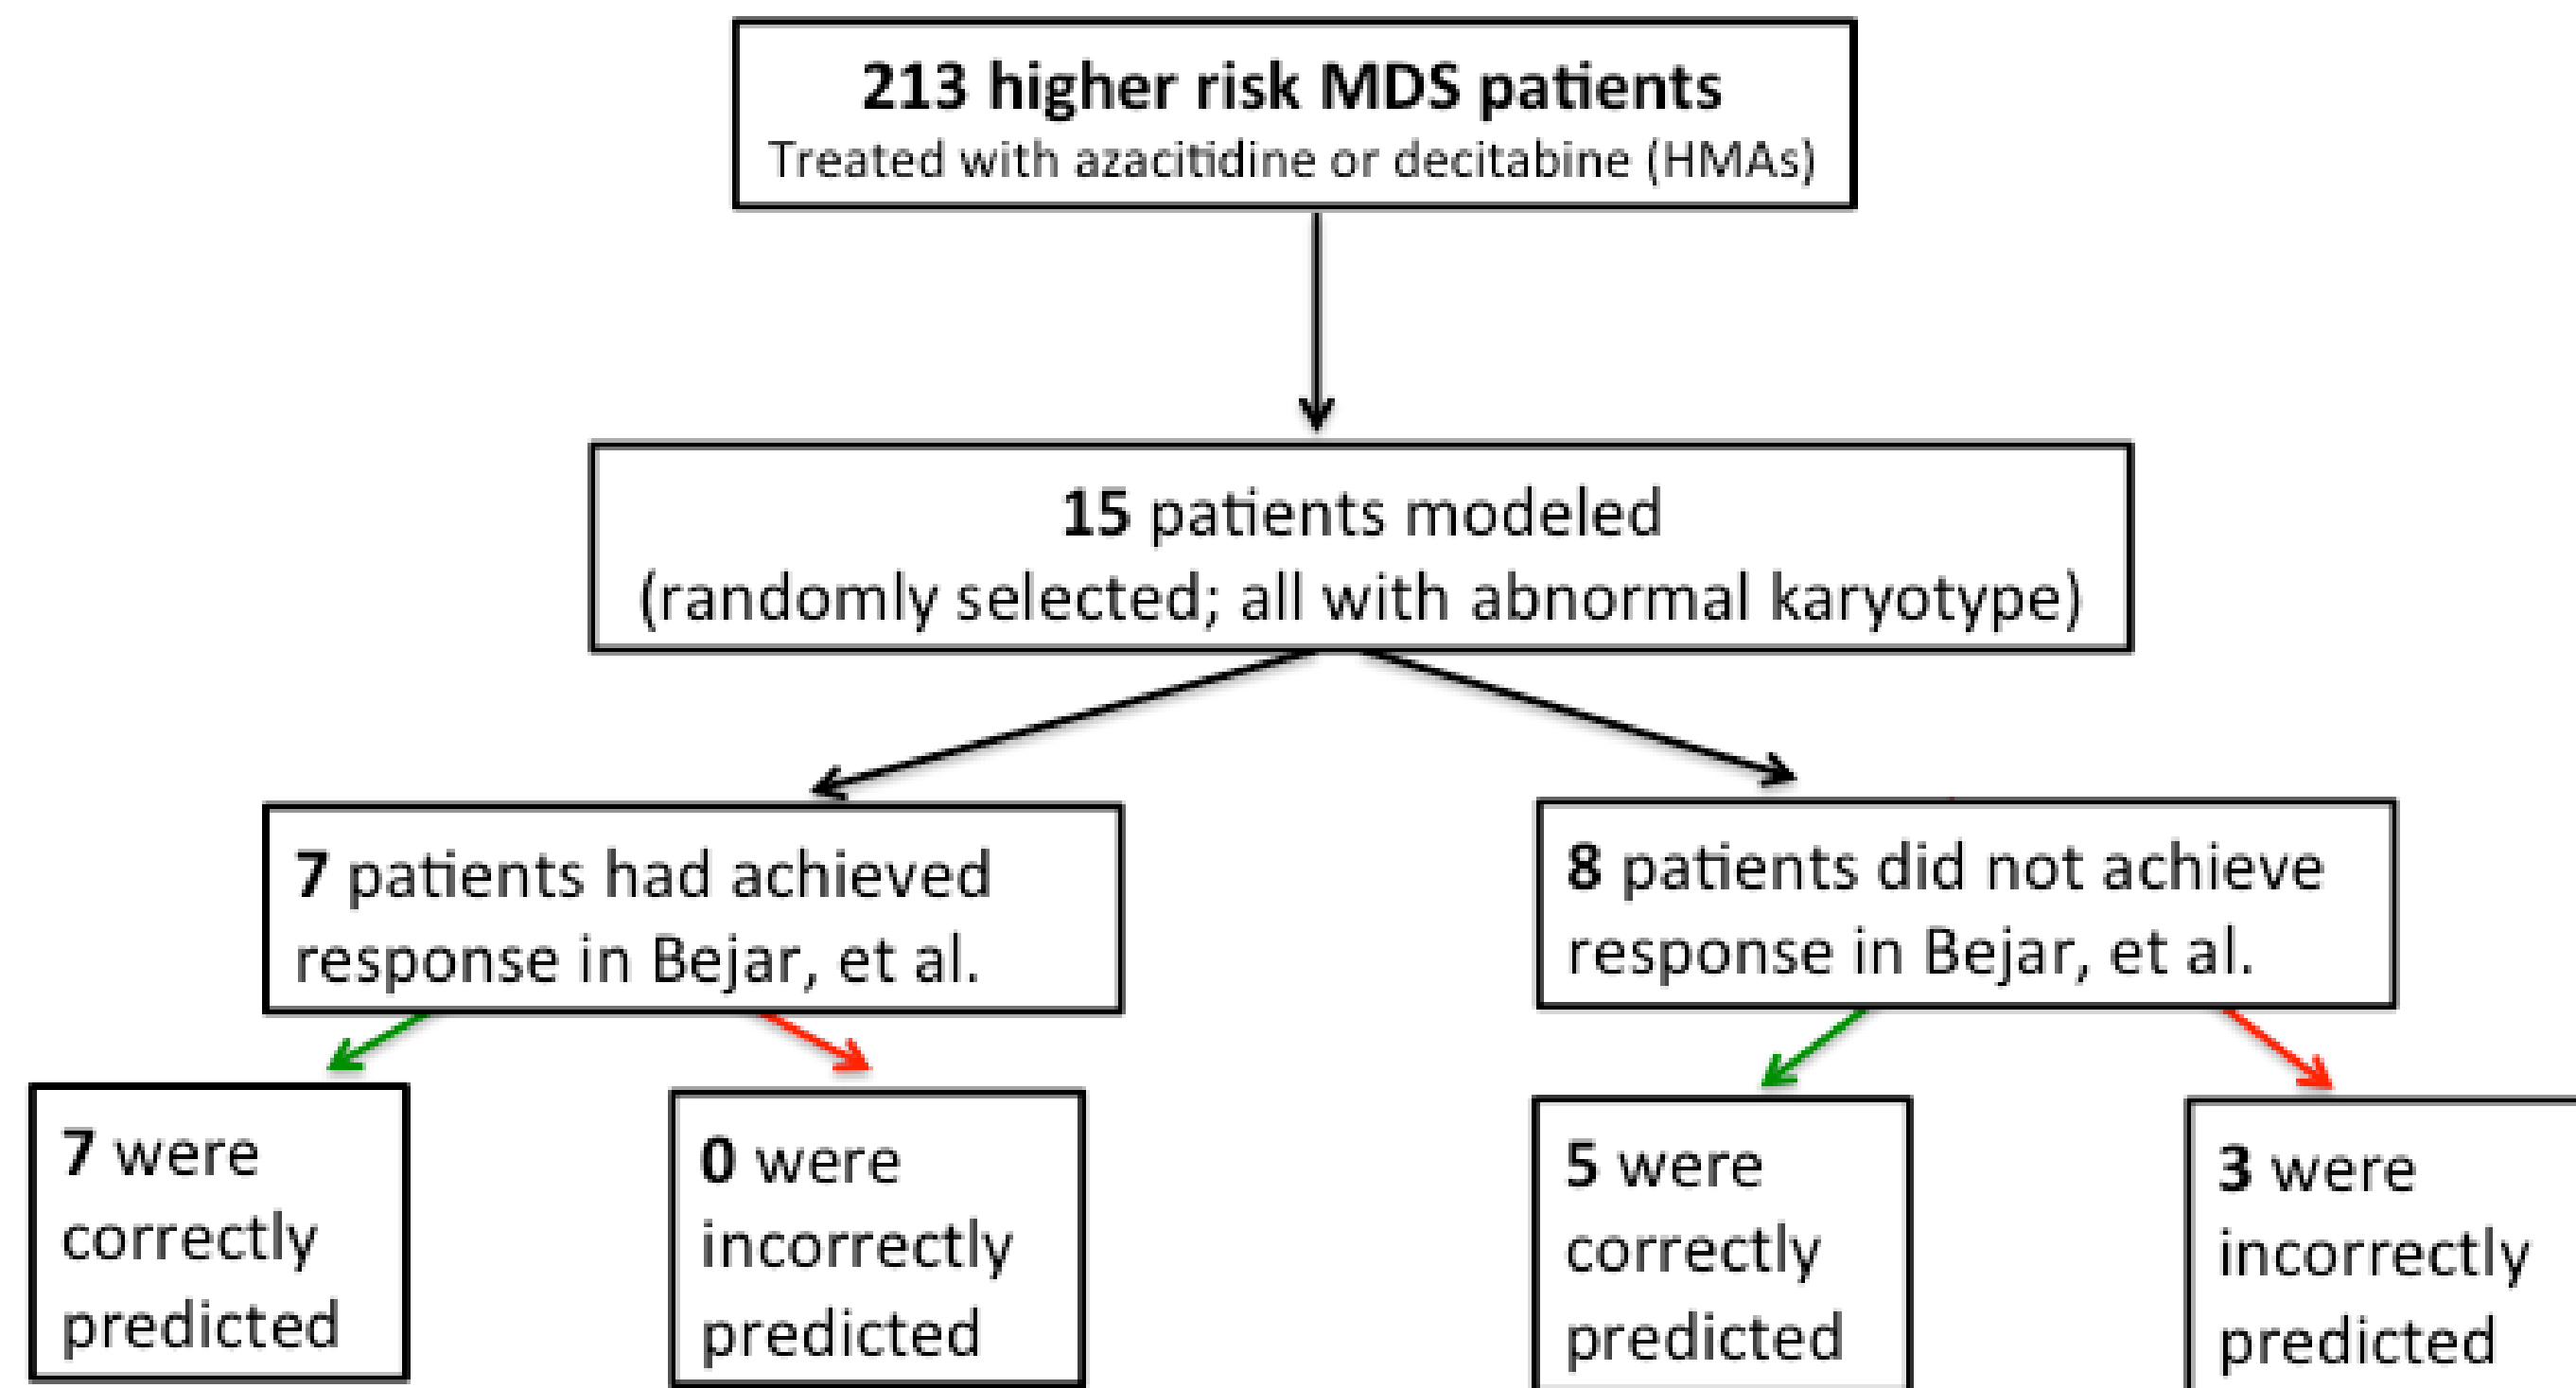 213 higher risk MDS patients
Treated with azacitidine or decitabine (HMAs)
15 patients modeled
(randomly selected; all with abnormal karyotype)
7 patients had achieved
response in Bejar, et al.
8 patients did not achieve
response in Bejar, et al.
7 were
correctly
predicted
0 were
incorrectly
predicted
5 were
correctly
predicted
3 were
incorrectly
predicted